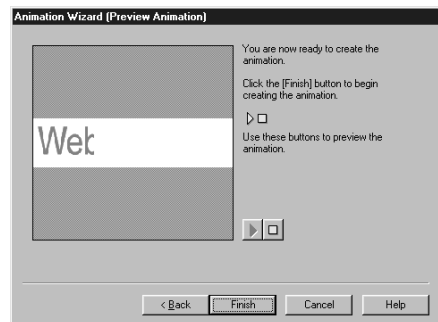 Animation Wizard (Preview Animation)
You are now ready to create the
animation.
Click the [Finish] button to begin
creating the animation.
Use these buttons to preview the
animation.
Web
< Back
Finish
Cancel
Help